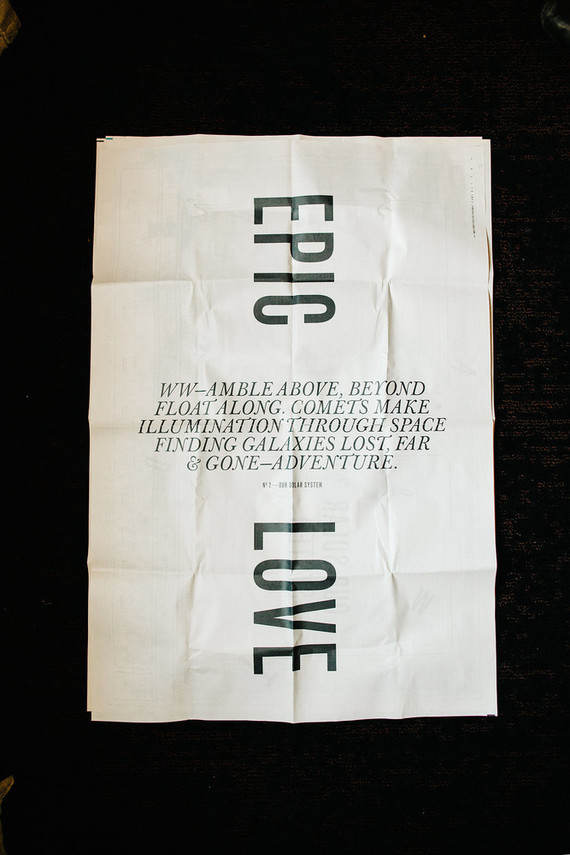 EPIC
WW–AMBLE ABOVE, BEYOND
FLOAT ALONG. COMETS MAKE
ILLUMINATION THROUGH SPACE
FINDING GALAXIES LOST, FAR
& GONE–ADVENTURE.
Nº 2 — OUR SOLAR SYSTEM
LOVE